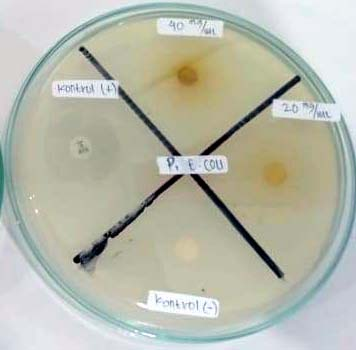 40 mg/mL
Kontrol (+)
20 mg/mL
P1 E. COLI
Kontrol (-)